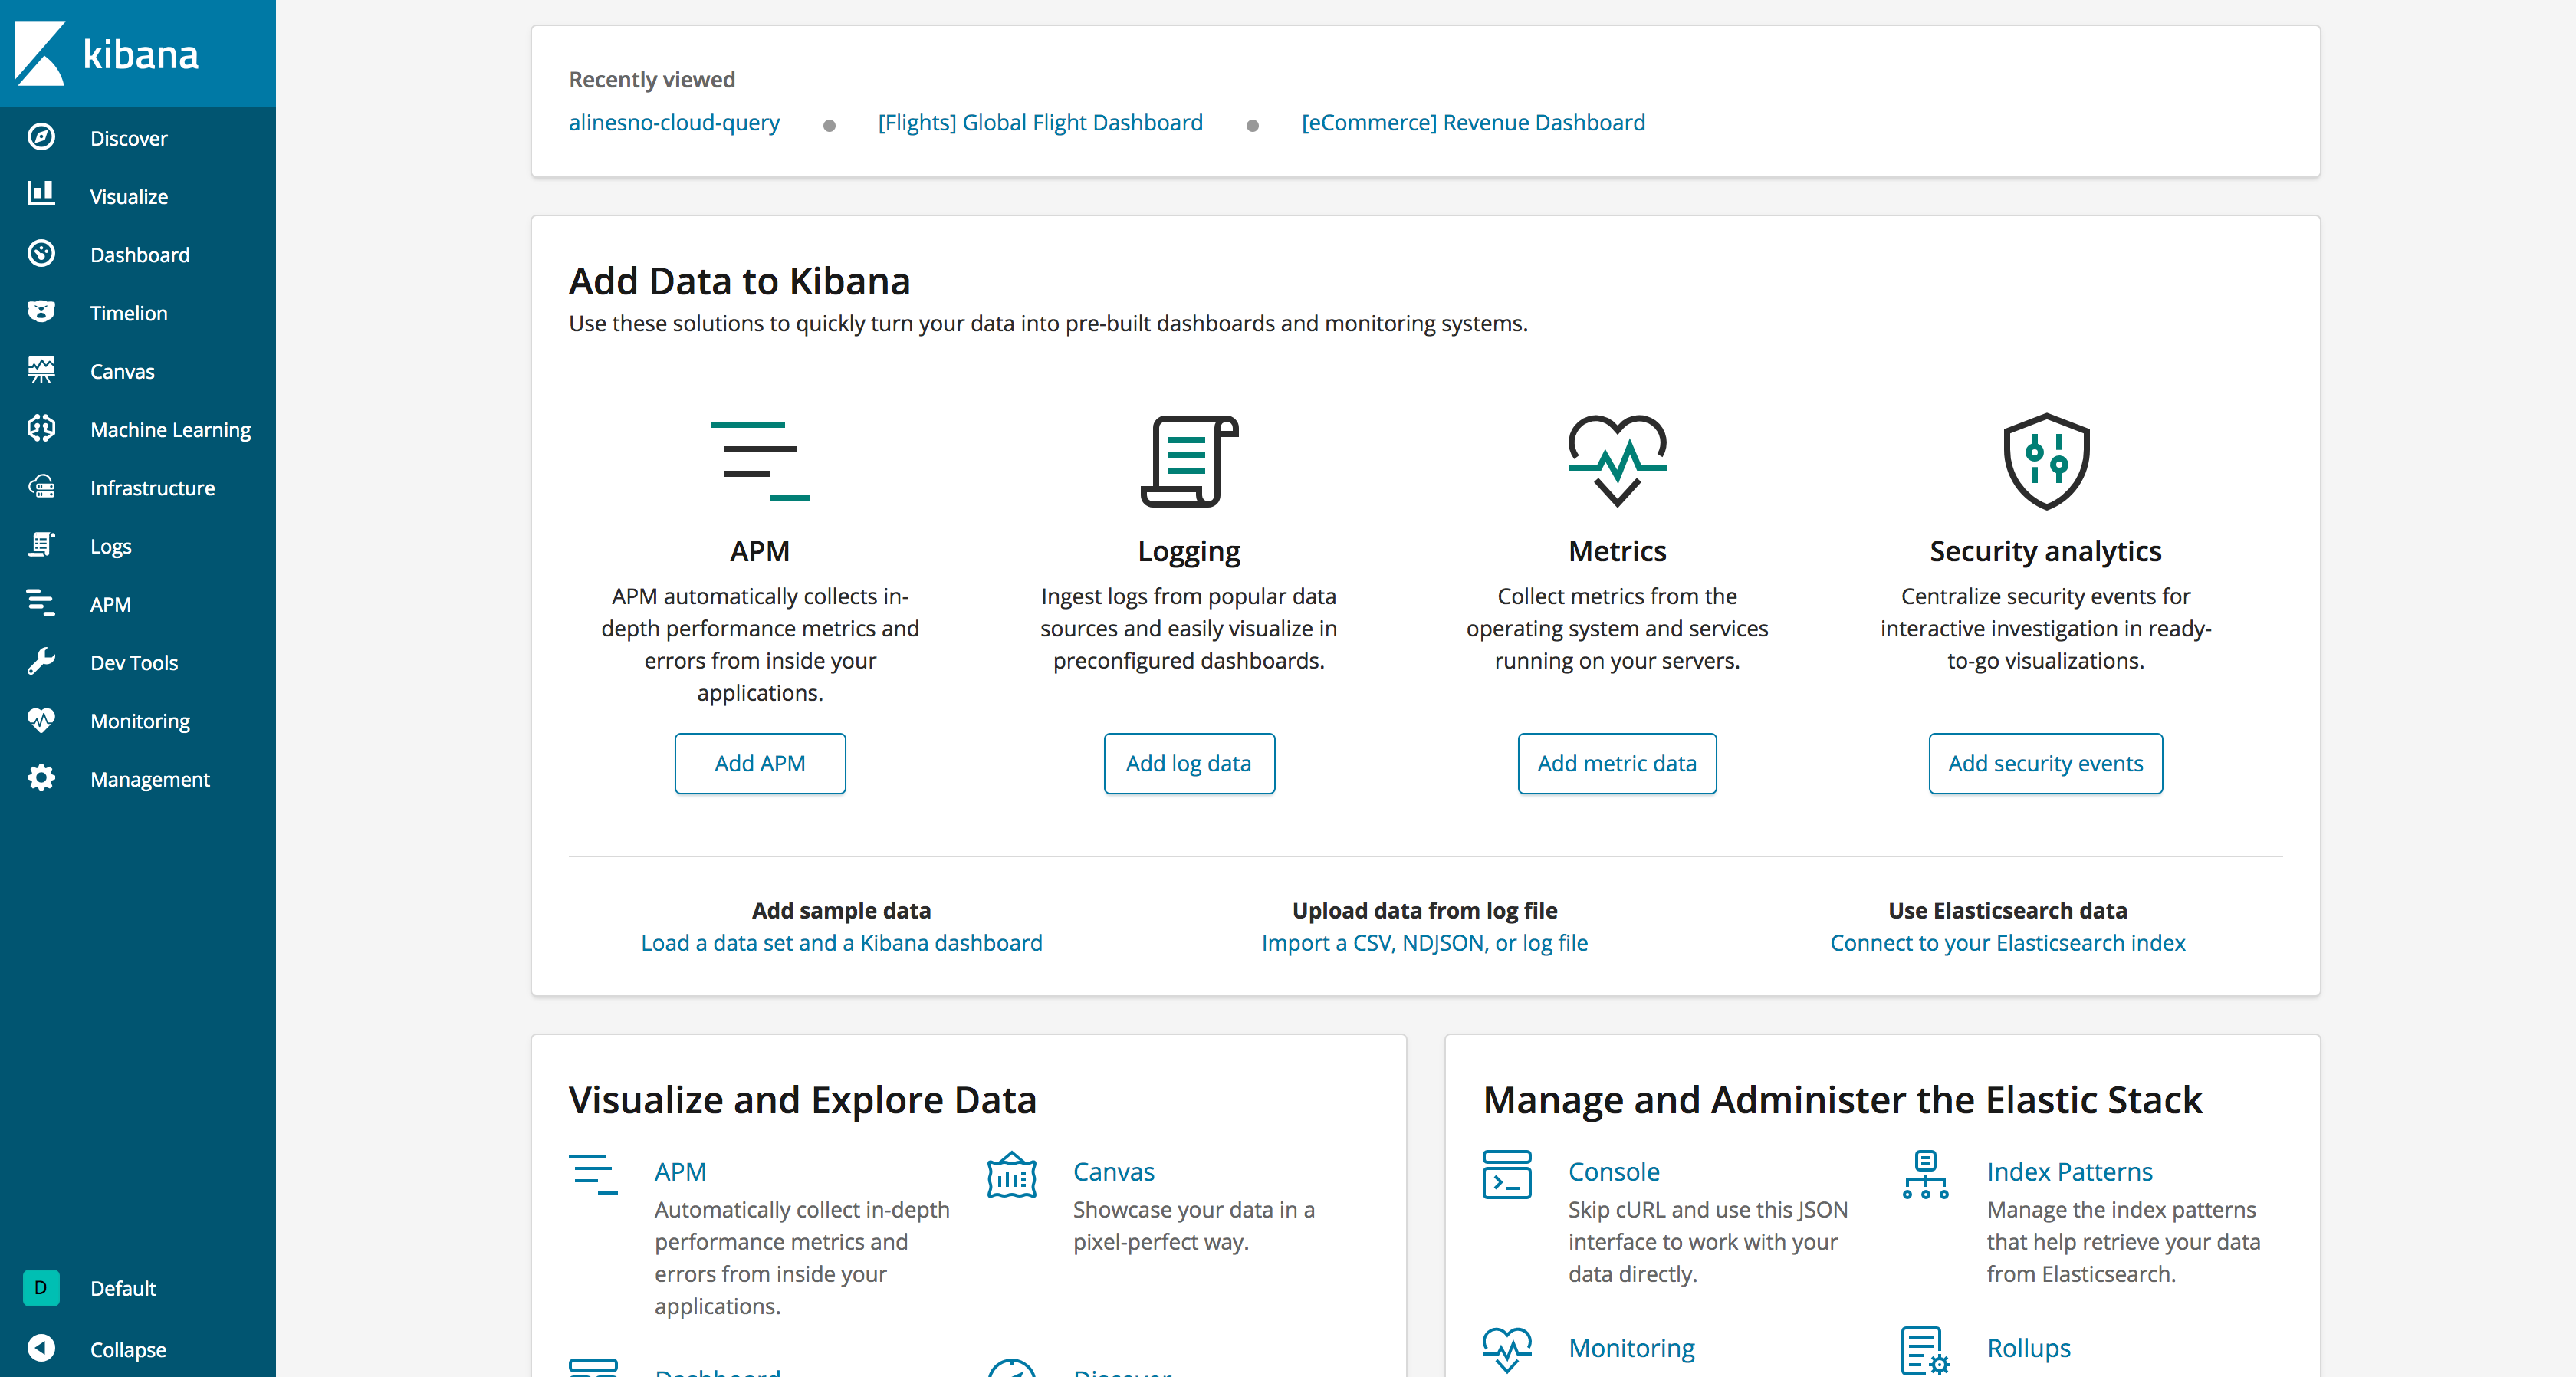 kibana
Discover
Visualize
Dashboard
Timelion
Canvas
Machine Learning
Infrastructure
Logs
APM
Dev Tools
Monitoring
Management
D Default
Collapse
Recently viewed
alinesno-cloud-query
[Flights] Global Flight Dashboard
[eCommerce] Revenue Dashboard
Add Data to Kibana
Use these solutions to quickly turn your data into pre-built dashboards and monitoring systems.
APM
APM automatically collects in-
depth performance metrics and
errors from inside your
applications.
Add APM
Logging
Ingest logs from popular data
sources and easily visualize in
preconfigured dashboards.
Add log data
Metrics
Collect metrics from the
operating system and services
running on your servers.
Add metric data
Security analytics
Centralize security events for
interactive investigation in ready-
to-go visualizations.
Add security events
Add sample data
Load a data set and a Kibana dashboard
Upload data from log file
Import a CSV, NDJSON, or log file
Use Elasticsearch data
Connect to your Elasticsearch index
Visualize and Explore Data
APM
Automatically collect in-depth
performance metrics and
errors from inside your
applications.
Canvas
Showcase your data in a
pixel-perfect way.
Dashboard
Discover
Manage and Administer the Elastic Stack
Console
Skip cURL and use this JSON
interface to work with your
data directly.
Index Patterns
Manage the index patterns
that help retrieve your data
from Elasticsearch.
Monitoring
Rollups